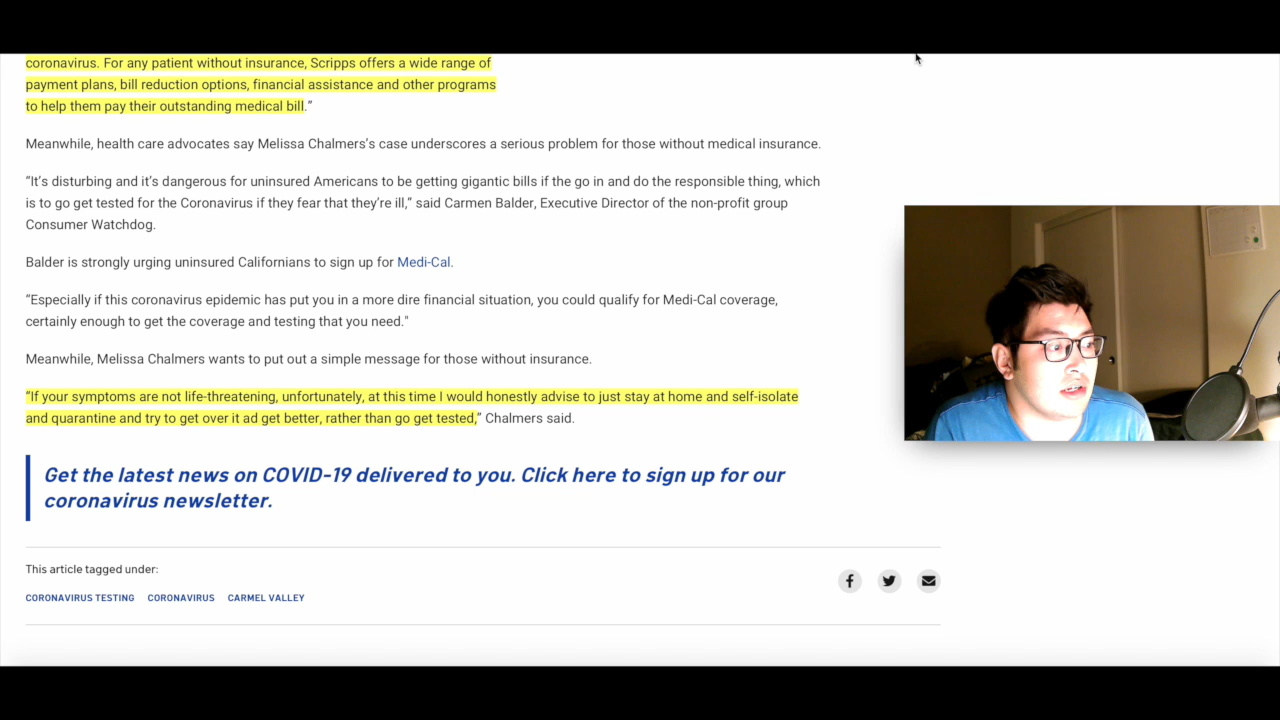 coronavirus. For any patient without insurance, Scripps offers a wide range of
payment plans, bill reduction options, financial assistance and other programs
to help them pay their outstanding medical bill.”
Meanwhile, health care advocates say Melissa Chalmers’s case underscores a serious problem for those without medical insurance.
“It’s disturbing and it’s dangerous for uninsured Americans to be getting gigantic bills if the go in and do the responsible thing, which
is to go get tested for the Coronavirus if they fear that they’re ill,” said Carmen Balder, Executive Director of the non-profit group
Consumer Watchdog.
Balder is strongly urging uninsured Californians to sign up for Medi-Cal.
“Especially if this coronavirus epidemic has put you in a more dire financial situation, you could qualify for Medi-Cal coverage,
certainly enough to get the coverage and testing that you need."
Meanwhile, Melissa Chalmers wants to put out a simple message for those without insurance.
“If your symptoms are not life-threatening, unfortunately, at this time I would honestly advise to just stay at home and self-isolate
and quarantine and try to get over it ad get better, rather than go get tested,” Chalmers said.
Get the latest news on COVID-19 delivered to you. Click here to sign up for our
coronavirus newsletter.
This article tagged under:
CORONAVIRUS TESTING CORONAVIRUS CARMEL VALLEY